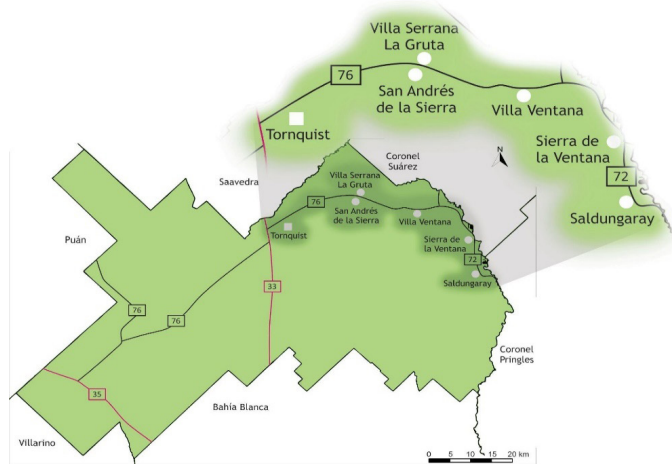 Villa Serrana
La Gruta
76
San Andrés
de la Sierra
Villa Ventana
Tornquist
Sierra de
la Ventana
72
Saldungaray
N
Coronel
Suárez
Saavedra
Villa Serrana
La Gruta
76
San Andrés
de la Sierra
Villa Ventana
Tornquist
Sierra de
la Ventana
72
Saldungaray
Puán
33
76
76
Coronel
Pringles
35
Bahía Blanca
Villarino
0 5 10 15 20 km